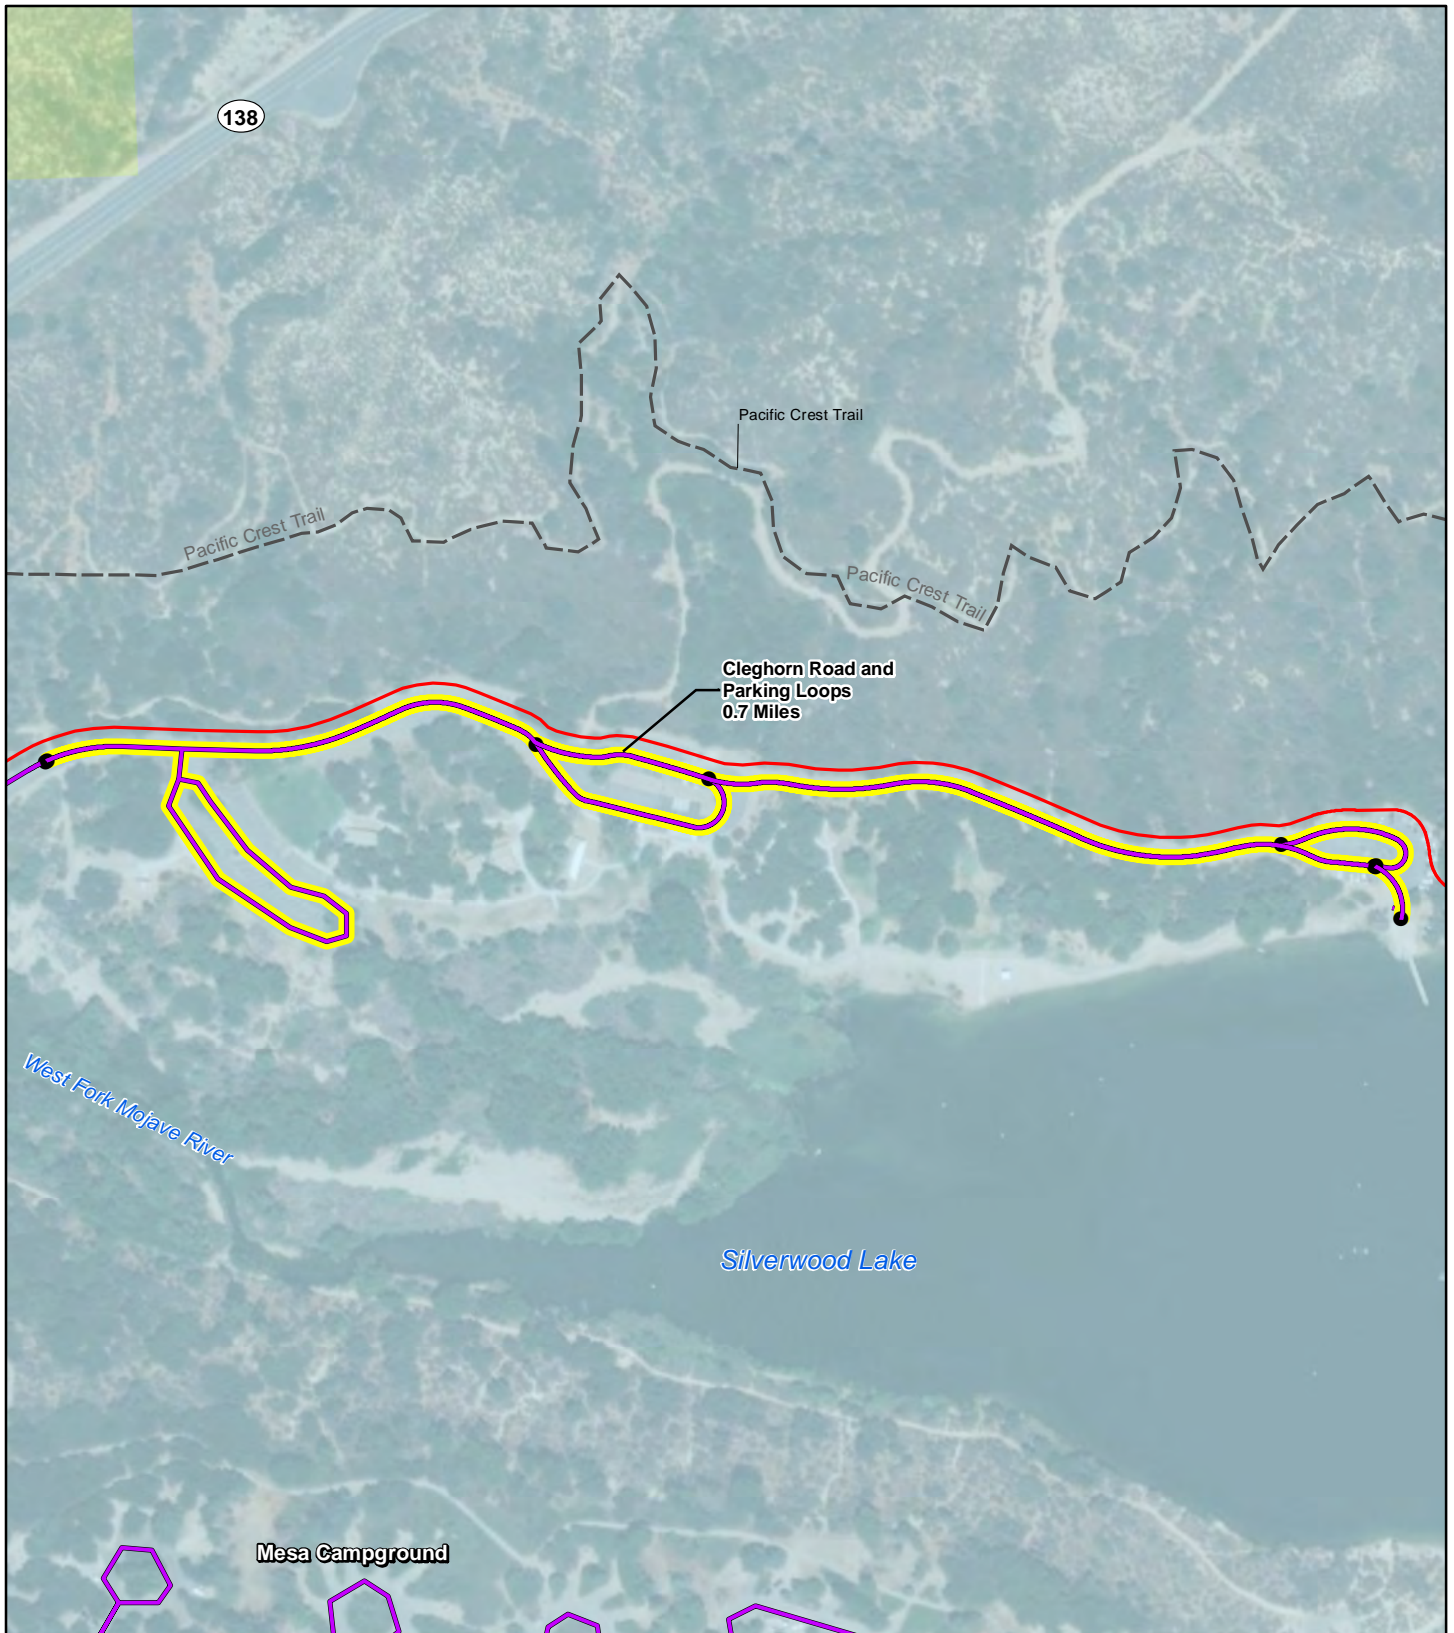 138
Pacific Crest Trail
Pacific Crest Trail
Pacific Crest Trail
Cleghorn Road and
Parking Loops
0.7 Miles
West Fork Mojave River
Silverwood Lake
Mesa Campground